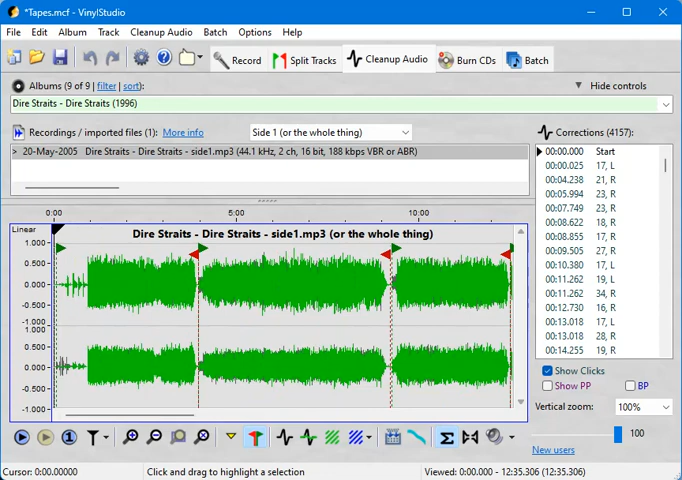 *Tapes.mcf - VinylStudio
File Edit Album Track Cleanup Audio Batch Options Help
Record Split Tracks Cleanup Audio Burn CDs Batch
Albums (9 of 9 | filter | sort): Hide controls
Dire Straits - Dire Straits (1996)
Recordings / imported files (1): More info Side 1 (or the whole thing) Corrections (4157):
> 20-May-2005 Dire Straits - Dire Straits - side1.mp3 (44.1 kHz, 2 ch, 16 bit, 188 kbps VBR or ABR)
00:00.000 Start
00:00.025 17, L
00:04.238 21, R
00:05.994 23, R
00:07.749 23, R
00:08.622 18, R
00:08.855 17, R
00:09.505 27, R
00:10.380 17, L
00:11.262 19, L
00:11.262 34, R
00:12.730 16, R
00:13.018 17, L
00:13.018 28, R
00:14.255 19, R
0:00 5:00 10:00
Linear Dire Straits - Dire Straits - side1.mp3 (or the whole thing)
1.000
0.500
0.000
-0.500
-1.000
1.000
0.500
0.000
-0.500
-1.000
Show Clicks
Show PP BP
Vertical zoom: 100%
100
New users
Cursor: 0:00.00000 Click and drag to highlight a selection Viewed: 0:00.000 - 12:35.306 (12:35.306)